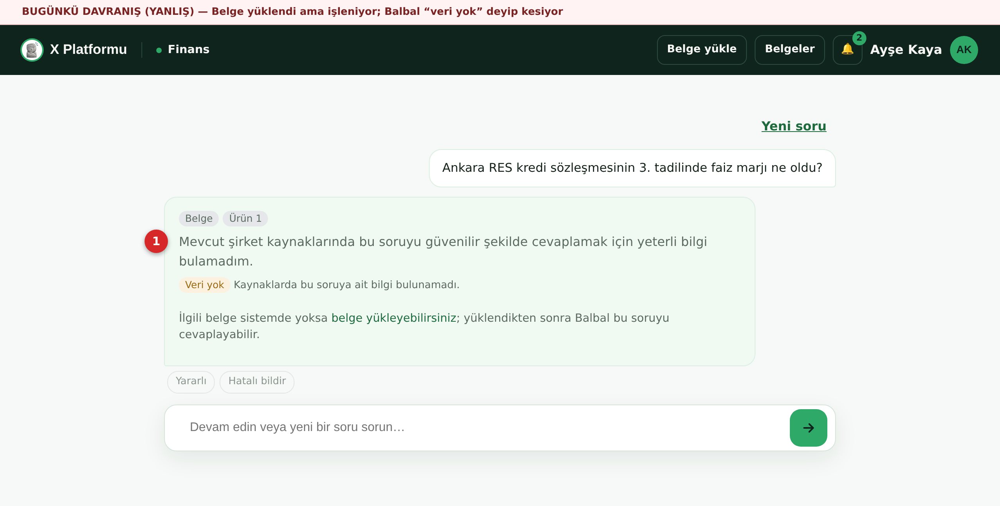 BUGÜNKÜ DAVRANIŞ (YANLIŞ) — Belge yüklendi ama işleniyor; Balbal “veri yok” deyip kesiyor
X Platformu
Finans
Belge yükle
Belgeler
2
Ayşe Kaya
AK
Yeni soru
Ankara RES kredi sözleşmesinin 3. tadilinde faiz marjı ne oldu?
Belge Ürün 1
1
Mevcut şirket kaynaklarında bu soruyu güvenilir şekilde cevaplamak için yeterli bilgi
bulamadım.
Veri yok Kaynaklarda bu soruya ait bilgi bulunamadı.
İlgili belge sistemde yoksa belge yükleyebilirsiniz; yüklendikten sonra Balbal bu soruyu
cevaplayabilir.
Yararlı Hatalı bildir
Devam edin veya yeni bir soru sorun…